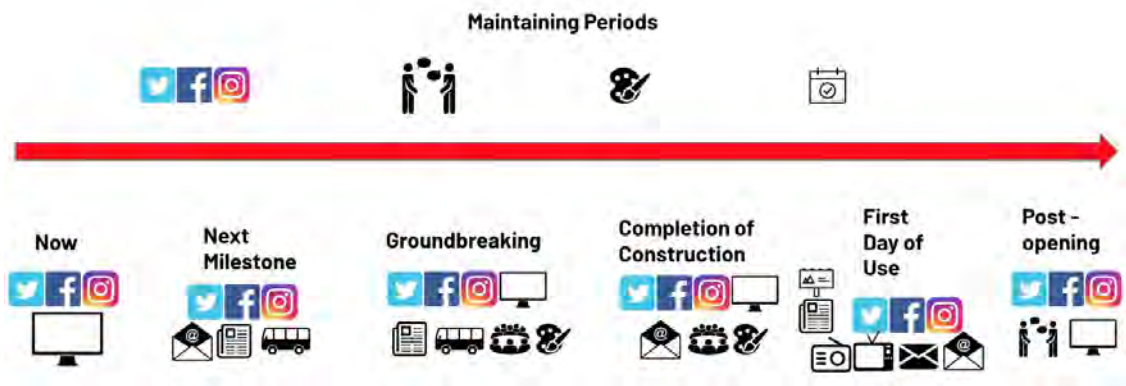 Maintaining Periods
Now
Next
Milestone
Groundbreaking
Completion of
Construction
First
Day of
Use
Post -
opening